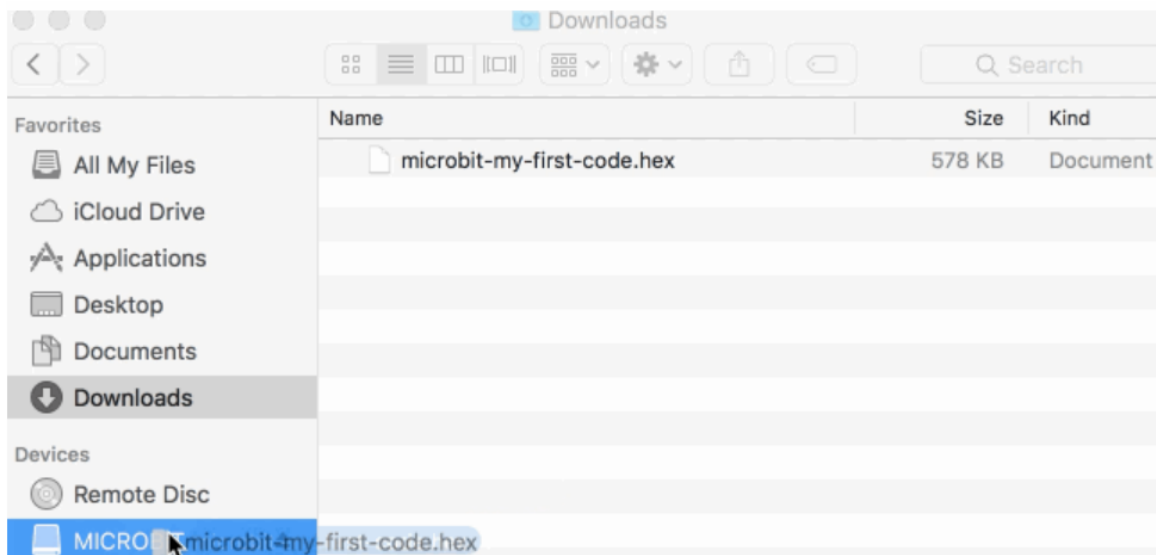 Downloads
Search
Favorites
Name Size Kind
All My Files
microbit-my-first-code.hex 578 KB Document
iCloud Drive
Applications
Desktop
Documents
Downloads
Devices
Remote Disc
microbit-my-first-code.hex